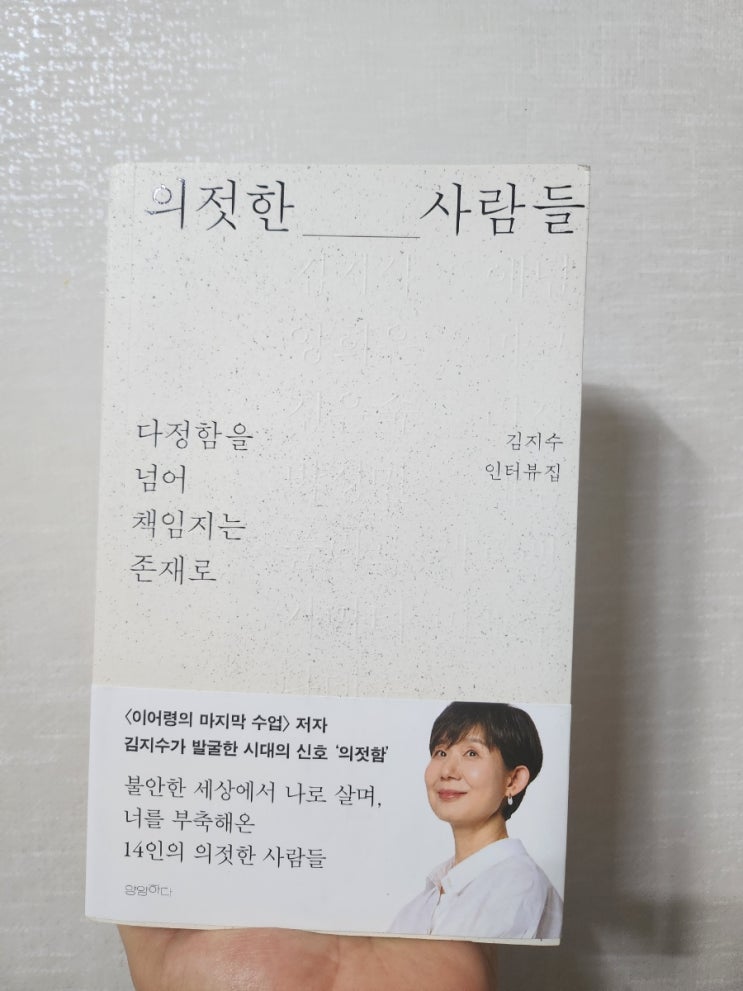 의젓한 사람들
다정함을
넘어
책임지는
존재로
김지수
인터뷰집
<이어령의 마지막 수업> 저자
김지수가 발굴한 시대의 신호 '의젓함'
불안한 세상에서 나로 살며,
너를 부축해온
14인의 의젓한 사람들
양양하다